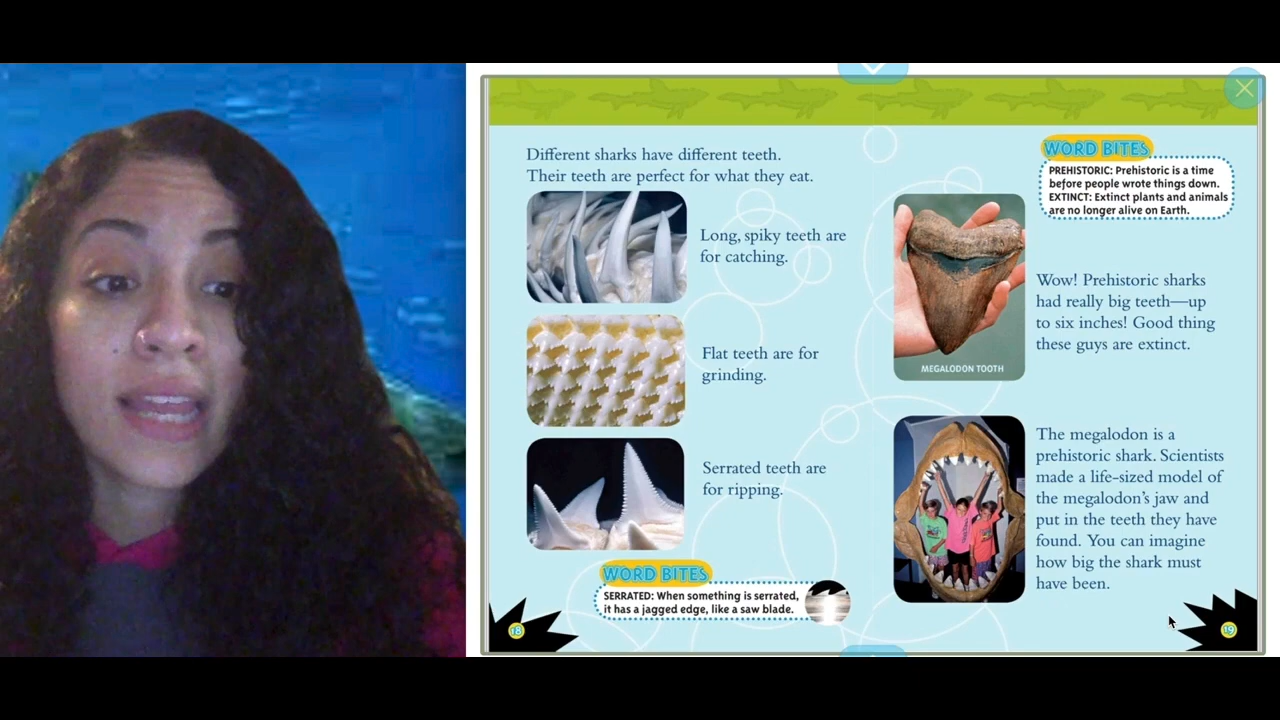 Different sharks have different teeth.
Their teeth are perfect for what they eat.
Long, spiky teeth are
for catching.
Flat teeth are for
grinding.
Serrated teeth are
for ripping.
WORD BITES
SERRATED: When something is serrated,
it has a jagged edge, like a saw blade.
18
WORD BITES
PREHISTORIC: Prehistoric is a time
before people wrote things down.
EXTINCT: Extinct plants and animals
are no longer alive on Earth.
MEGALODON TOOTH
Wow! Prehistoric sharks
had really big teeth—up
to six inches! Good thing
these guys are extinct.
The megalodon is a
prehistoric shark. Scientists
made a life-sized model of
the megalodon's jaw and
put in the teeth they have
found. You can imagine
how big the shark must
have been.
19